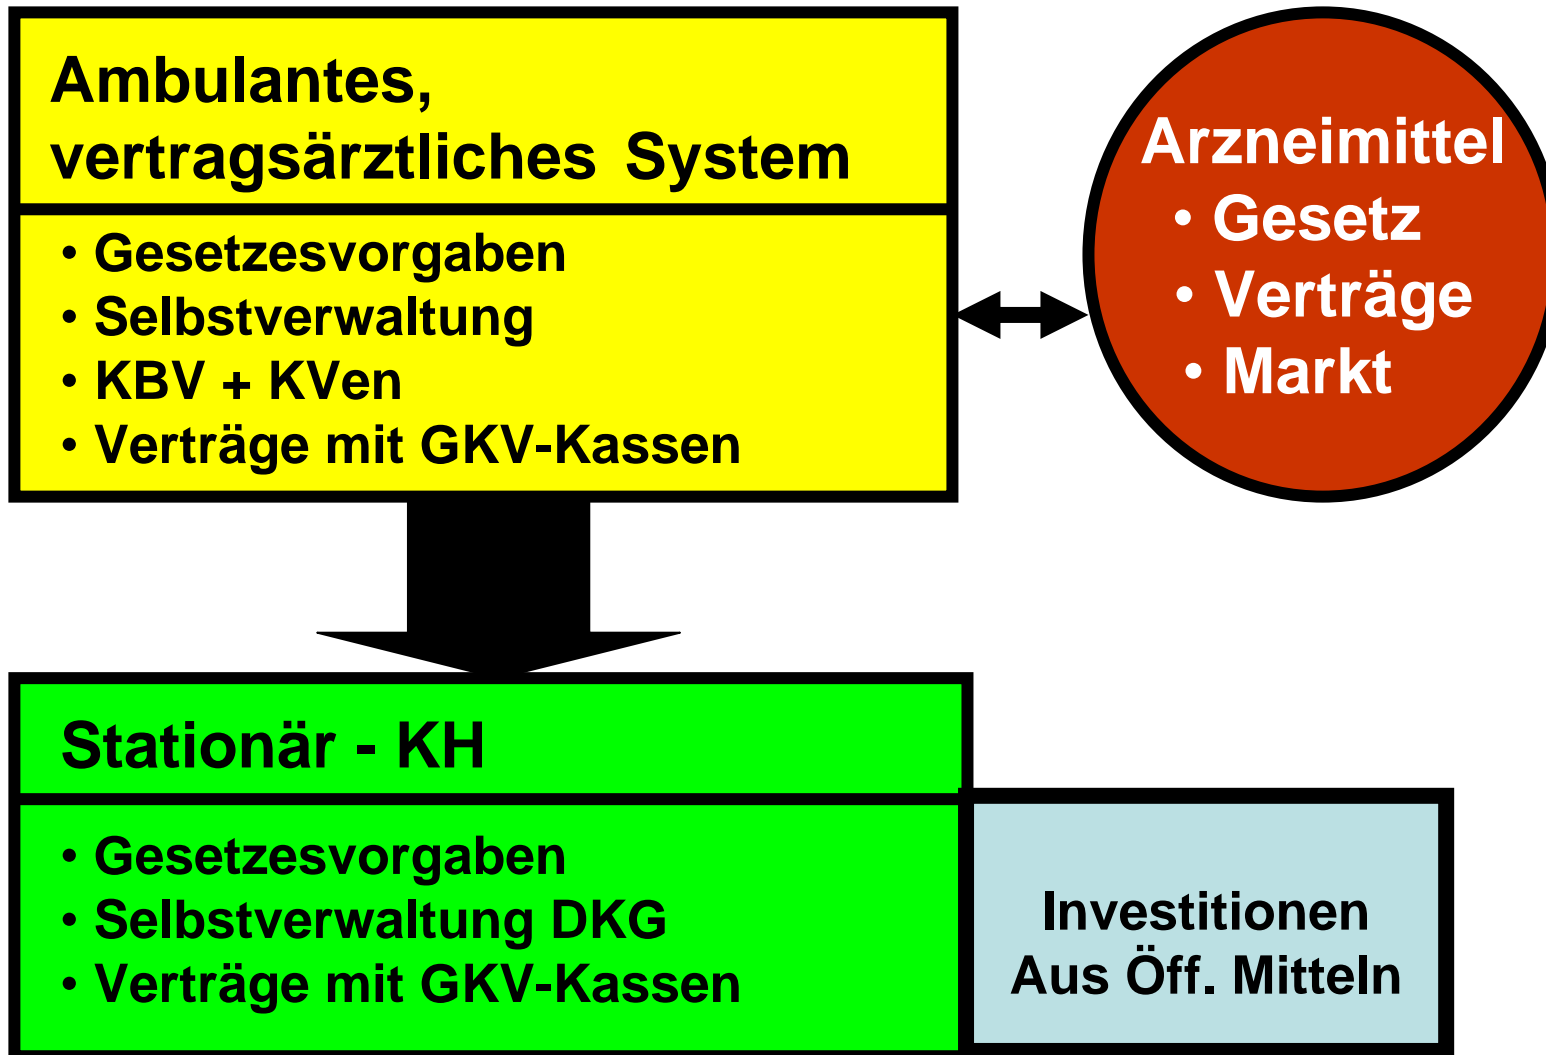 Ambulantes,
vertragsärztliches System
• Gesetzesvorgaben
• Selbstverwaltung
• KBV + KVen
• Verträge mit GKV-Kassen
Arzneimittel
• Gesetz
• Verträge
• Markt
Stationär - KH
• Gesetzesvorgaben
• Selbstverwaltung DKG
• Verträge mit GKV-Kassen
Investitionen
Aus Öff. Mitteln